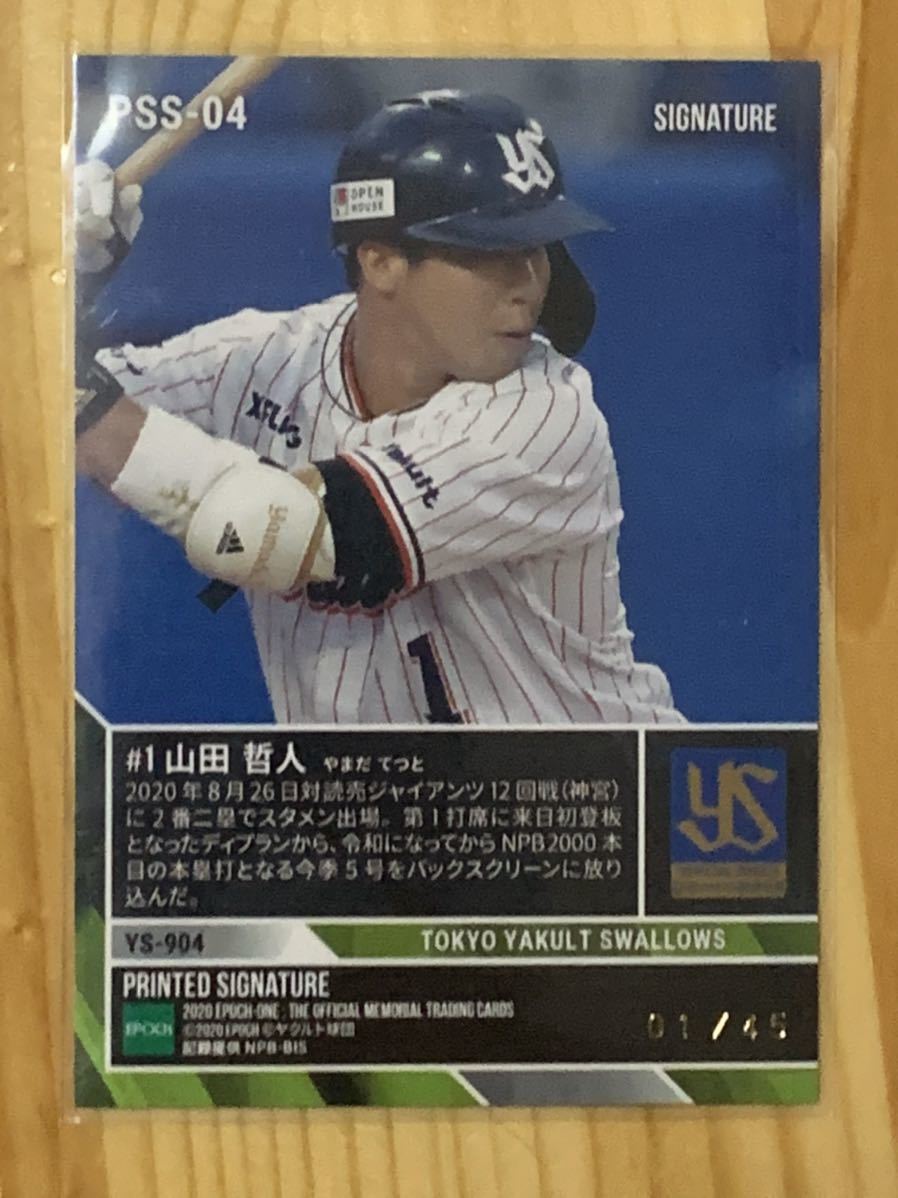 PSS-04
SIGNATURE
YS
OPEN
HOUSE
XFLAG
Yakult
1
#1 山田 哲人 やまだ てつと
2020年8月26日対読売ジャイアンツ12回戦(神宮)
に2番二塁でスタメン出場。第1打席に来日初登板
となったディプランから、令和になってからNPB2000本
目の本塁打となる今季5号をバックスクリーンに放り
込んだ。
YS
YS-904
TOKYO YAKULT SWALLOWS
PRINTED SIGNATURE
EPOCH
2020 EPOCH-ONE : THE OFFICIAL MEMORIAL TRADING CARDS
©2020 EPOCH ©ヤクルト球団
記録提供 NPB-BIS
01/45